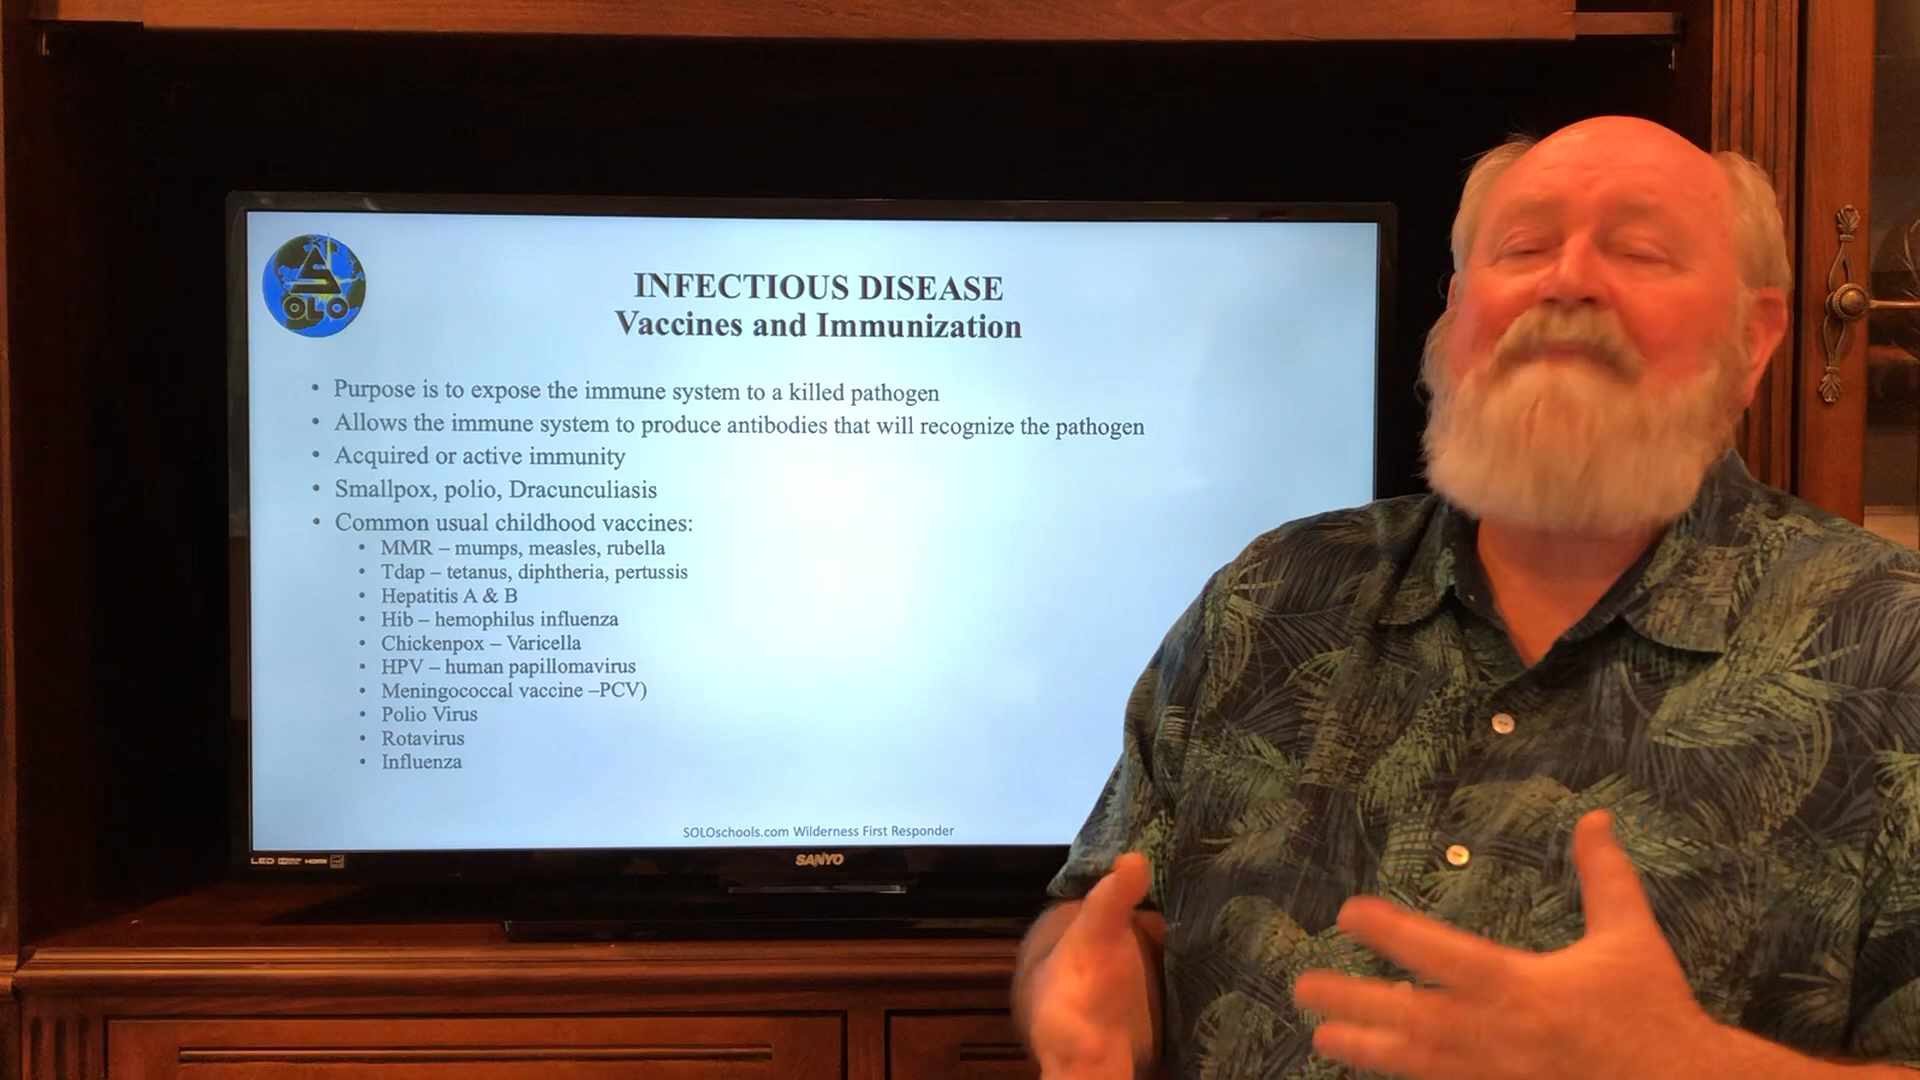 SOLO
INFECTIOUS DISEASE
Vaccines and Immunization
• Purpose is to expose the immune system to a killed pathogen
• Allows the immune system to produce antibodies that will recognize the pathogen
• Acquired or active immunity
• Smallpox, polio, Dracunculiasis
• Common usual childhood vaccines:
• MMR – mumps, measles, rubella
• Tdap – tetanus, diphtheria, pertussis
• Hepatitis A & B
• Hib – hemophilus influenza
• Chickenpox – Varicella
• HPV – human papillomavirus
• Meningococcal vaccine –PCV)
• Polio Virus
• Rotavirus
• Influenza
SOLOschools.com Wilderness First Responder
LED HDMI
SANYO